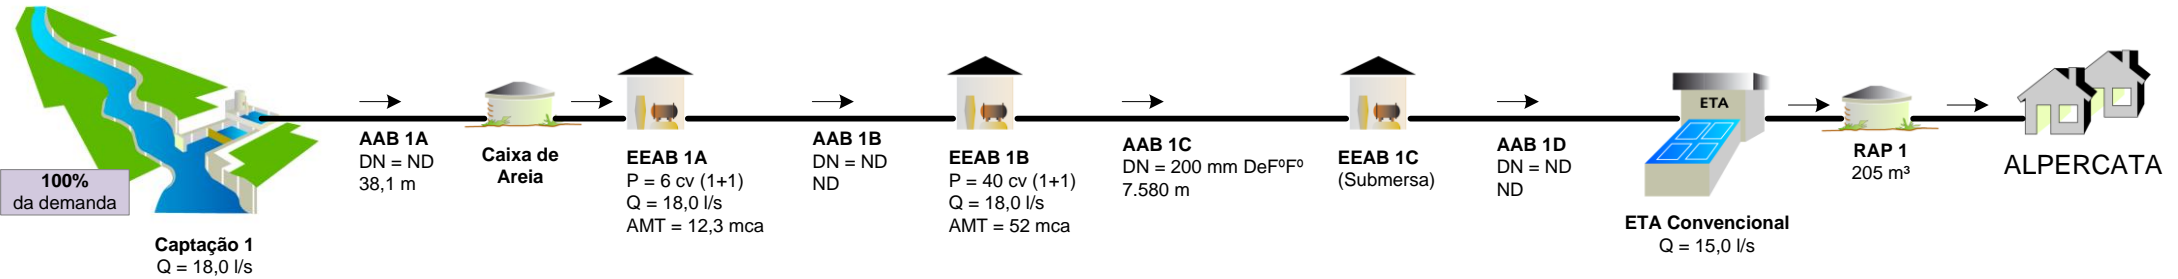 100%
da demanda
Captação 1
Q = 18,0 l/s
AAB 1A
DN = ND
38,1 m
Caixa de
Areia
EEAB 1A
P = 6 cv (1+1)
Q = 18,0 l/s
AMT = 12,3 mca
AAB 1B
DN = ND
ND
EEAB 1B
P = 40 cv (1+1)
Q = 18,0 l/s
AMT = 52 mca
AAB 1C
DN = 200 mm DeFºFº
7.580 m
EEAB 1C
(Submersa)
AAB 1D
DN = ND
ND
ETA
ETA Convencional
Q = 15,0 l/s
RAP 1
205 m³
ALPERCATA